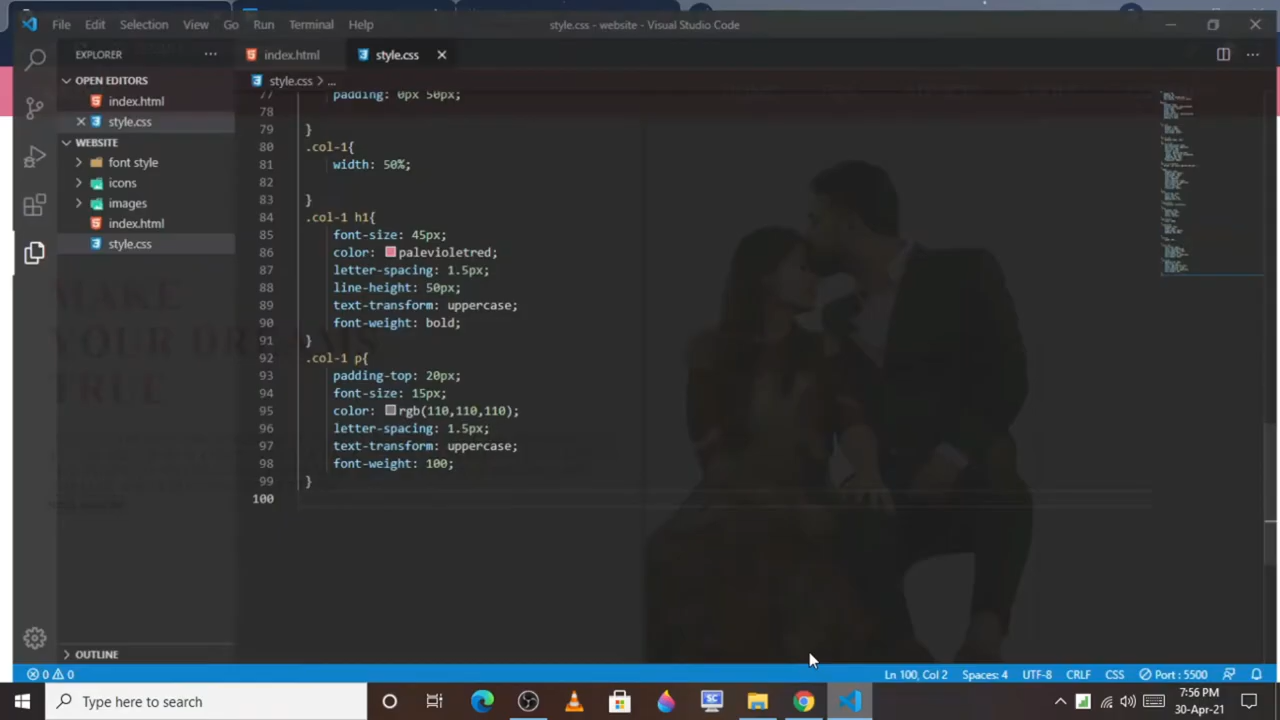 File Edit Selection View Go Run Terminal Help
style.css - website - Visual Studio Code
EXPLORER
index.html
style.css
OPEN EDITORS
index.html
style.css
WEBSITE
font style
icons
images
index.html
style.css
OUTLINE
style.css > ...
77 padding: 0px 50px;
78
79 }
80 .col-1{
81 width: 50%;
82
83 }
84 .col-1 h1{
85 font-size: 45px;
86 color: palevioletred;
87 letter-spacing: 1.5px;
88 line-height: 50px;
89 text-transform: uppercase;
90 font-weight: bold;
91 }
92 .col-1 p{
93 padding-top: 20px;
94 font-size: 15px;
95 color: rgb(110,110,110);
96 letter-spacing: 1.5px;
97 text-transform: uppercase;
98 font-weight: 100;
99 }
100
MAKE
YOUR DREAMS
TRUE
0 0
Ln 100, Col 2 Spaces: 4 UTF-8 CRLF CSS Port : 5500
Type here to search
7:56 PM
30-Apr-21